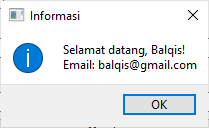 Informasi
Selamat datang, Balqis!
Email: balqis@gmail.com
OK